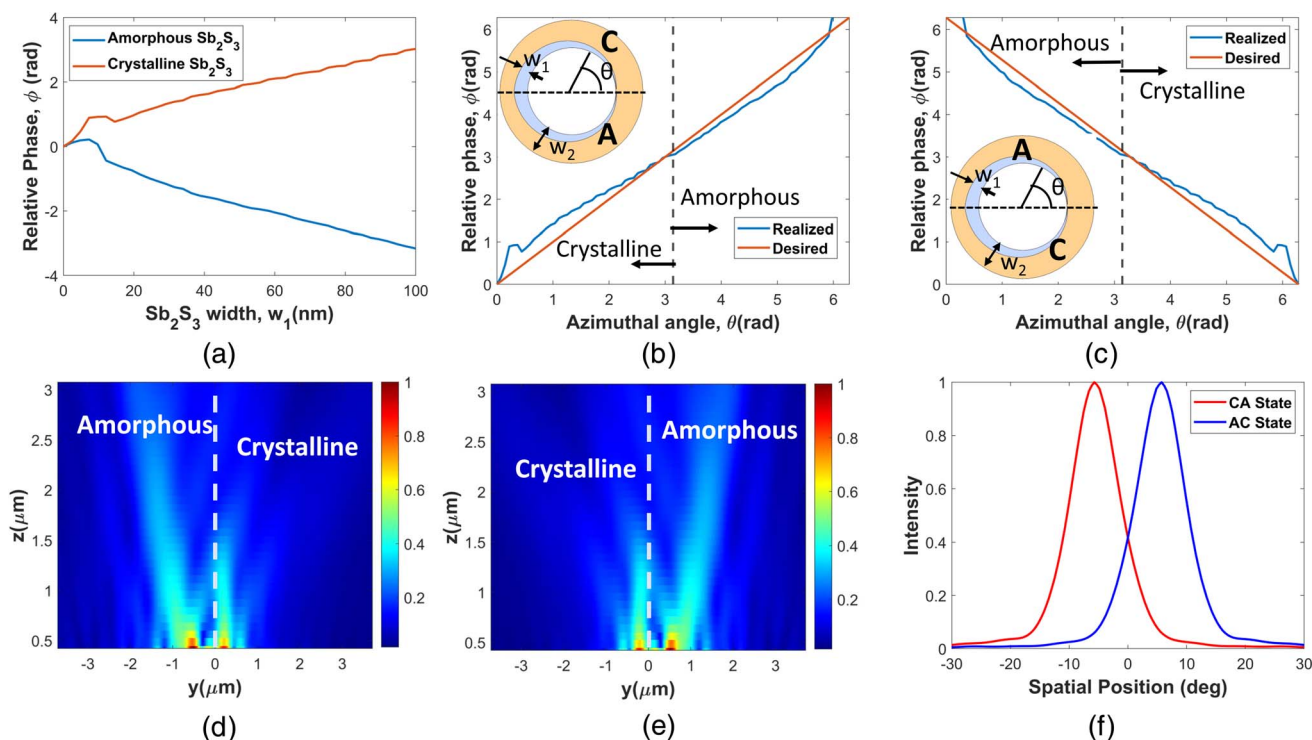 Amorphous Sb2S3
Crystalline Sb2S3
Relative Phase, ϕ (rad)
4
2
0
-2
-4
0
20
40
60
80
100
Sb2S3 width, w1(nm)
(a)
Relative Phase, ϕ(rad)
6
5
4
3
2
1
0
0
1
2
3
4
5
6
C
w1
θ
A
w2
Amorphous
Crystalline
Realized
Desired
Azimuthal angle, θ(rad)
(b)
Relative phase, ϕ(rad)
6
5
4
3
2
1
0
0
1
2
3
4
5
6
Amorphous
Crystalline
Realized
Desired
A
w1
θ
C
w2
Azimuthal angle, θ(rad)
(c)
z(μm)
3
2.5
2
1.5
1
0.5
Amorphous
Crystalline
-3
-2
-1
0
1
2
3
y(μm)
1
0.8
0.6
0.4
0.2
(d)
z(μm)
3
2.5
2
1.5
1
0.5
Amorphous
Crystalline
-3
-2
-1
0
1
2
3
y(μm)
1
0.8
0.6
0.4
0.2
(e)
Intensity
1
0.8
0.6
0.4
0.2
0
CA State
AC State
-30
-20
-10
0
10
20
30
Spatial Position (deg)
(f)